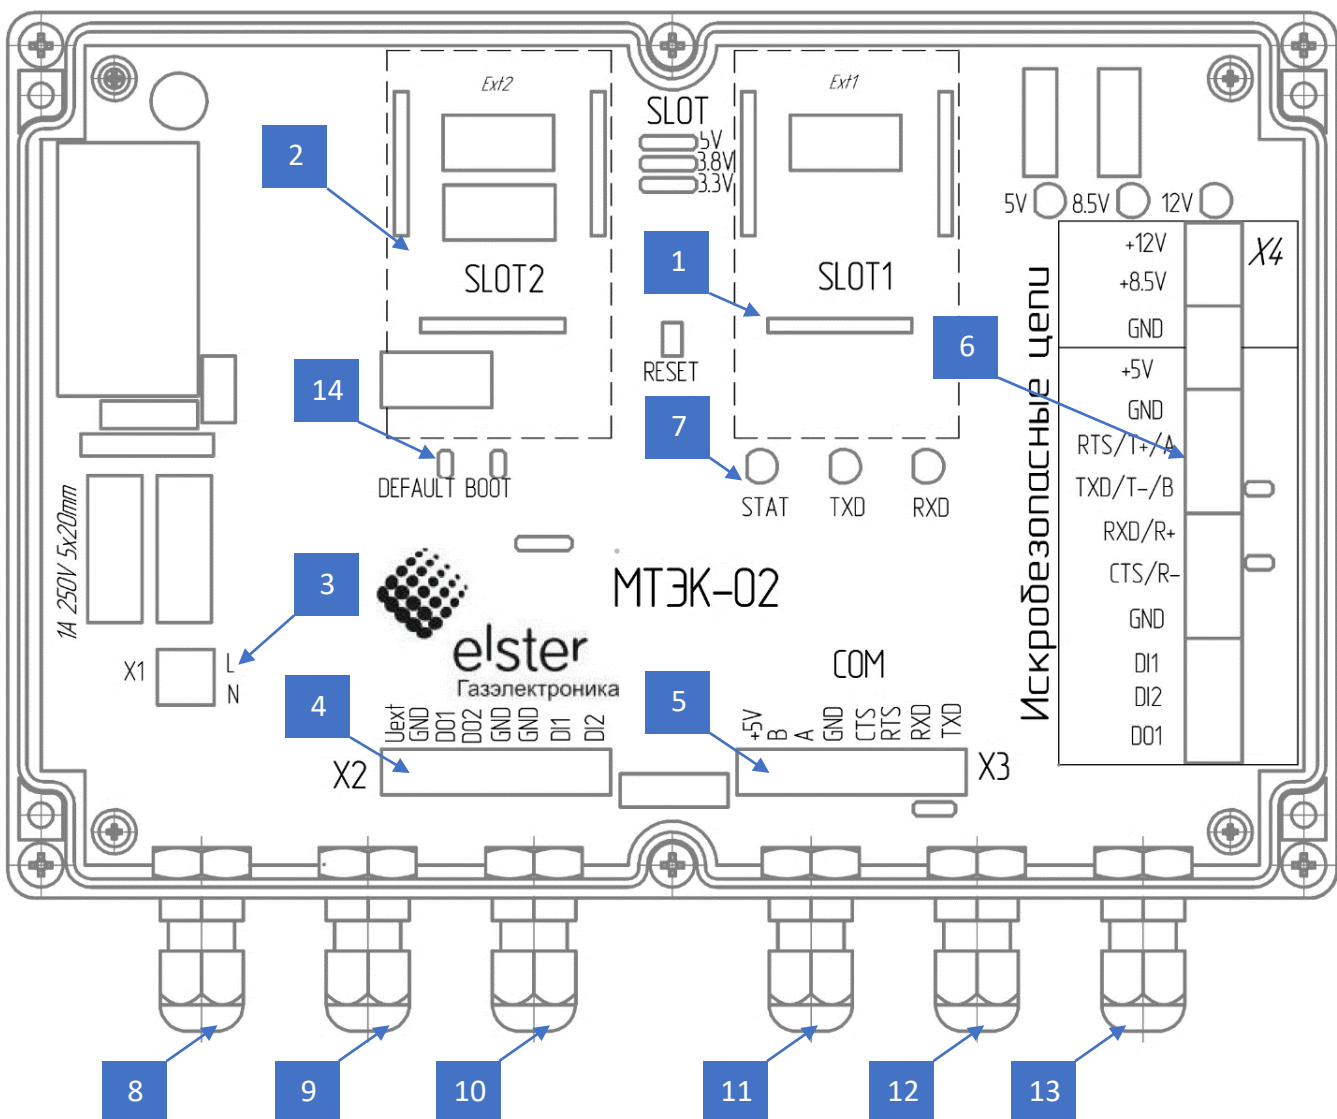 Ext2
SLOT
5V
3.8V
3.3V
Ext1
2
SLOT2
1
SLOT1
5V
8.5V
12V
+12V
X4
+8.5V
GND
+5V
GND
RTS/T+/A
TXD/T-/B
RXD/R+
CTS/R-
GND
DI1
DI2
DO1
Искробезопасные цепи
6
RESET
14
7
DEFAULT BOOT
STAT
TXD
RXD
1A 250V 5x20mm
3
МТЭК-02
elster
Газэлектроника
X1
L
N
COM
4
5
Uext
GND
DO1
DO2
GND
GND
DI1
DI2
X2
+5V
B
A
GND
CTS
RTS
RXD
TXD
X3
8
9
10
11
12
13